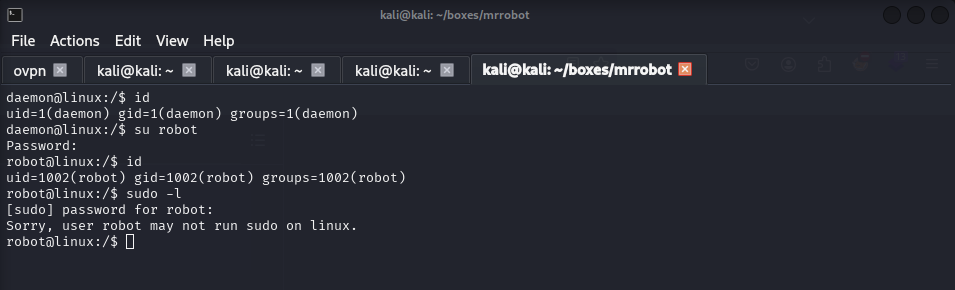 kali@kali: ~/boxes/mrrobot
File Actions Edit View Help
ovpn kali@kali: ~ kali@kali: ~ kali@kali: ~ kali@kali: ~/boxes/mrrobot
daemon@linux:/$ id
uid=1(daemon) gid=1(daemon) groups=1(daemon)
daemon@linux:/$ su robot
Password:
robot@linux:/$ id
uid=1002(robot) gid=1002(robot) groups=1002(robot)
robot@linux:/$ sudo -l
[sudo] password for robot:
Sorry, user robot may not run sudo on linux.
robot@linux:/$